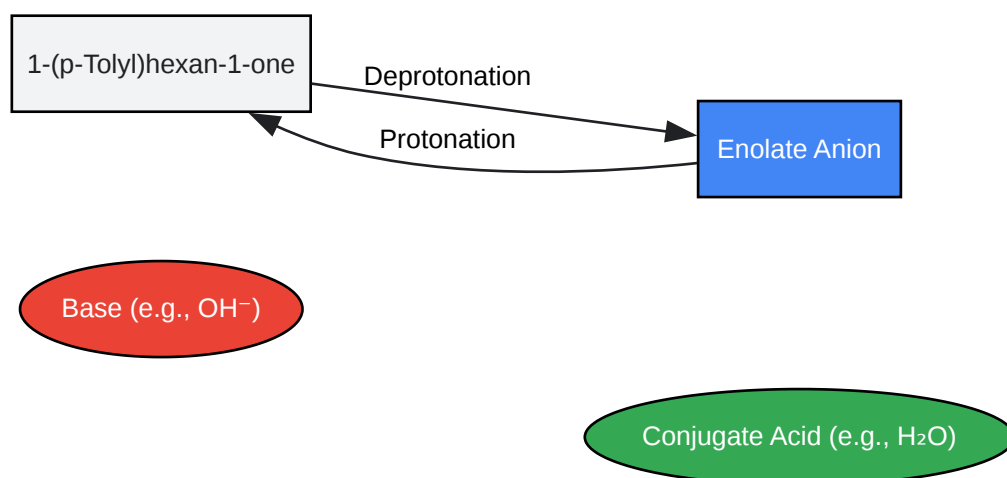 1-(p-Tolyl)hexan-1-one
Deprotonation
Protonation
Enolate Anion
Base (e.g., OH⁻)
Conjugate Acid (e.g., H₂O)